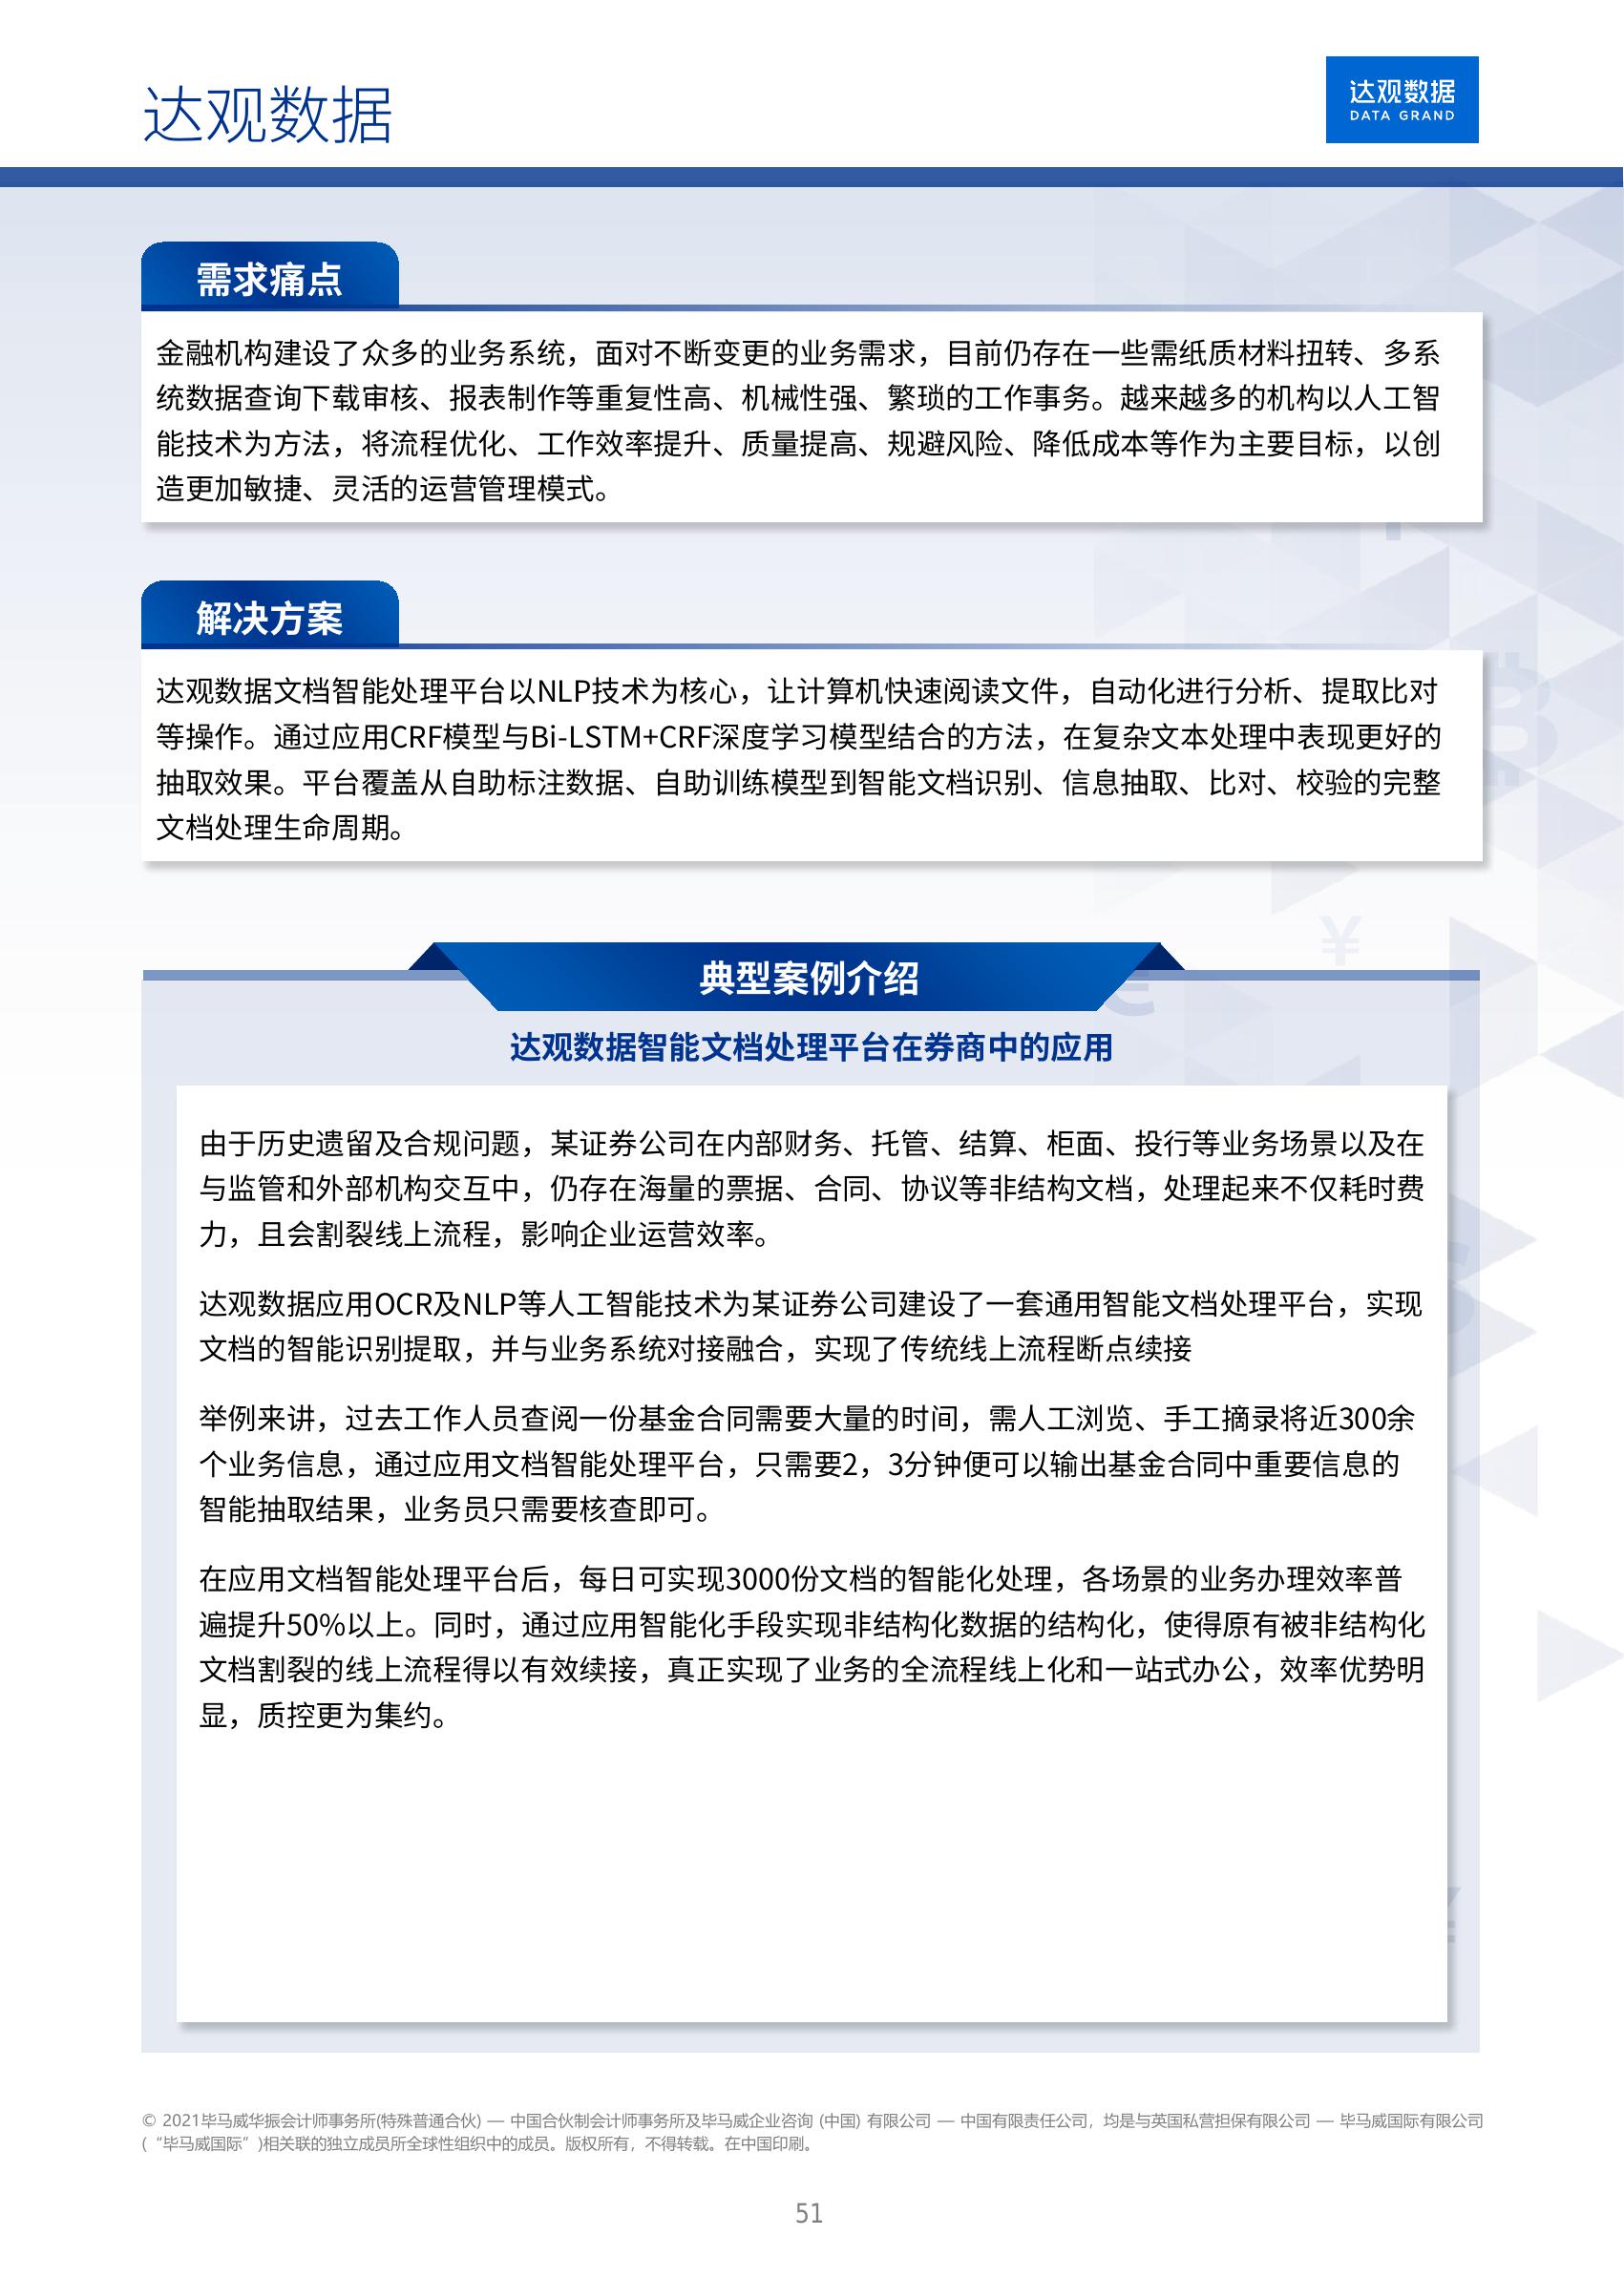 达观数据
达观数据
DATA GRAND
需求痛点
金融机构建设了众多的业务系统，面对不断变更的业务需求，目前仍存在一些需纸质材料扭转、多系
统数据查询下载审核、报表制作等重复性高、机械性强、繁琐的工作事务。越来越多的机构以人工智
能技术为方法，将流程优化、工作效率提升、质量提高、规避风险、降低成本等作为主要目标，以创
造更加敏捷、灵活的运营管理模式。
解决方案
达观数据文档智能处理平台以NLP技术为核心，让计算机快速阅读文件，自动化进行分析、提取比对
等操作。通过应用CRF模型与Bi-LSTM+CRF深度学习模型结合的方法，在复杂文本处理中表现更好的
抽取效果。平台覆盖从自助标注数据、自助训练模型到智能文档识别、信息抽取、比对、校验的完整
文档处理生命周期。
典型案例介绍
达观数据智能文档处理平台在券商中的应用
由于历史遗留及合规问题，某证券公司在内部财务、托管、结算、柜面、投行等业务场景以及在
与监管和外部机构交互中，仍存在海量的票据、合同、协议等非结构文档，处理起来不仅耗时费
力，且会割裂线上流程，影响企业运营效率。
达观数据应用OCR及NLP等人工智能技术为某证券公司建设了一套通用智能文档处理平台，实现
文档的智能识别提取，并与业务系统对接融合，实现了传统线上流程断点续接
举例来讲，过去工作人员查阅一份基金合同需要大量的时间，需人工浏览、手工摘录将近300余
个业务信息，通过应用文档智能处理平台，只需要2，3分钟便可以输出基金合同中重要信息的
智能抽取结果，业务员只需要核查即可。
在应用文档智能处理平台后，每日可实现3000份文档的智能化处理，各场景的业务办理效率普
遍提升50%以上。同时，通过应用智能化手段实现非结构化数据的结构化，使得原有被非结构化
文档割裂的线上流程得以有效续接，真正实现了业务的全流程线上化和一站式办公，效率优势明
显，质控更为集约。
© 2021毕马威华振会计师事务所(特殊普通合伙) — 中国合伙制会计师事务所及毕马威企业咨询 (中国) 有限公司 — 中国有限责任公司，均是与英国私营担保有限公司 — 毕马威国际有限公司
(“毕马威国际”)相关联的独立成员所全球性组织中的成员。版权所有，不得转载。在中国印刷。
51